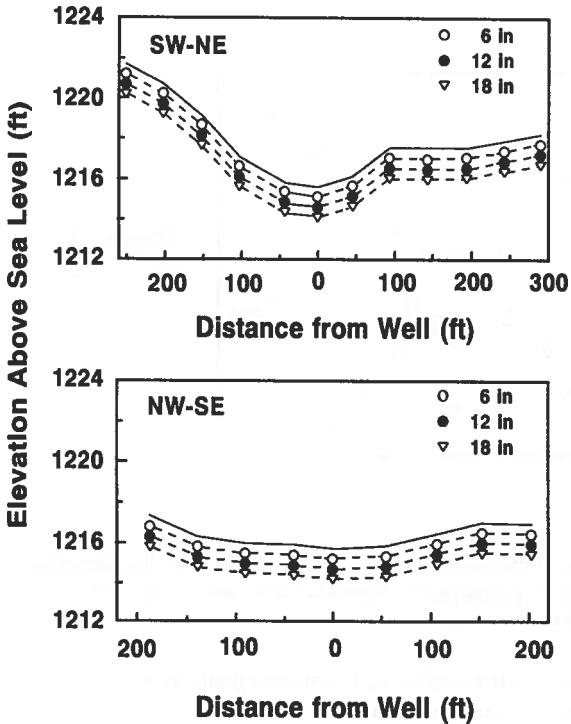 1224
SW-NE
6 in
12 in
18 in
1220
1216
1212
200 100 0 100 200 300
Distance from Well (ft)
Elevation Above Sea Level (ft)
1224
NW-SE
6 in
12 in
18 in
1220
1216
1212
200 100 0 100 200
Distance from Well (ft)